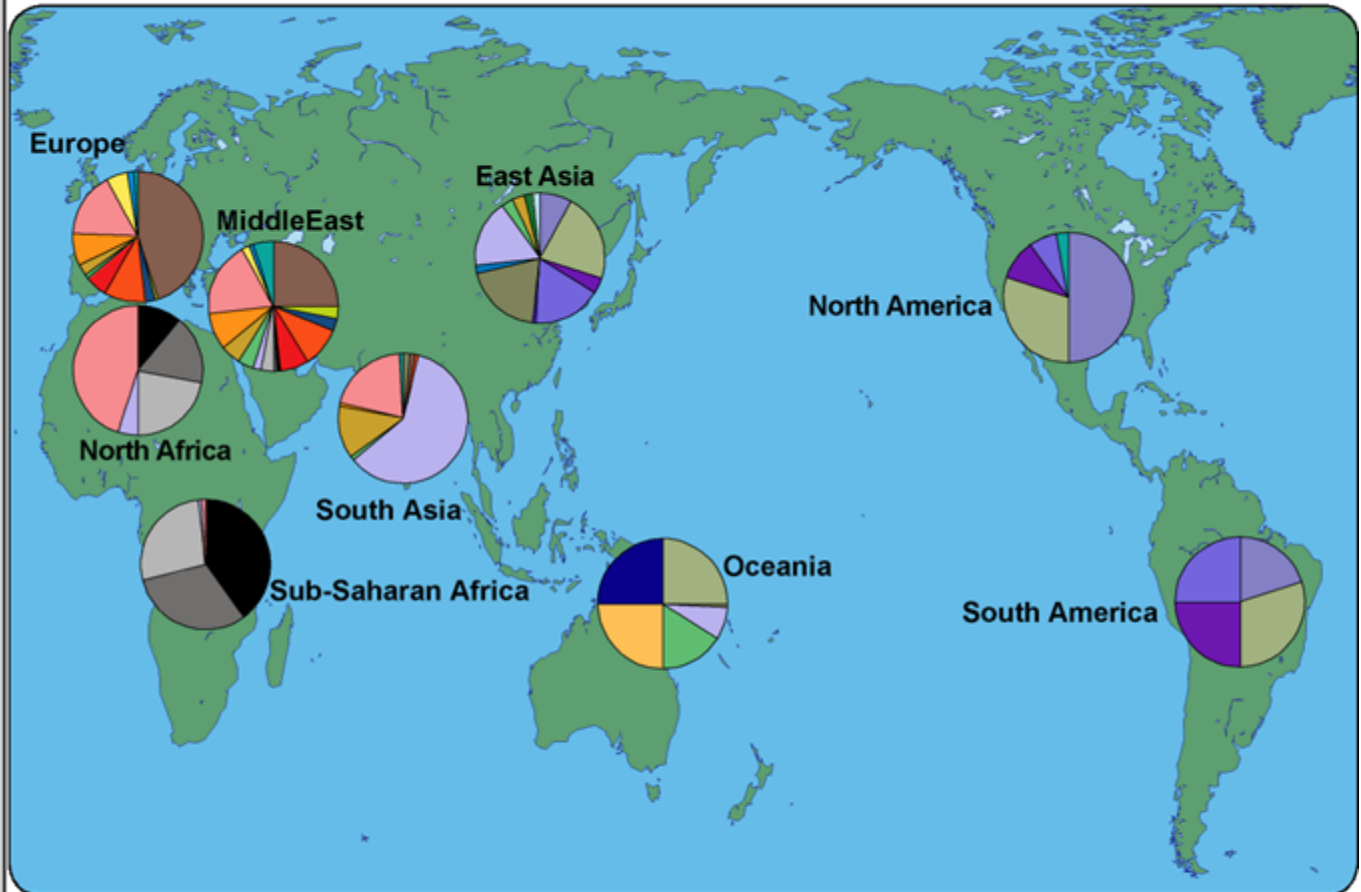 Europe
East Asia
MiddleEast
North America
North Africa
South Asia
Oceania
Sub-Saharan Africa
South America